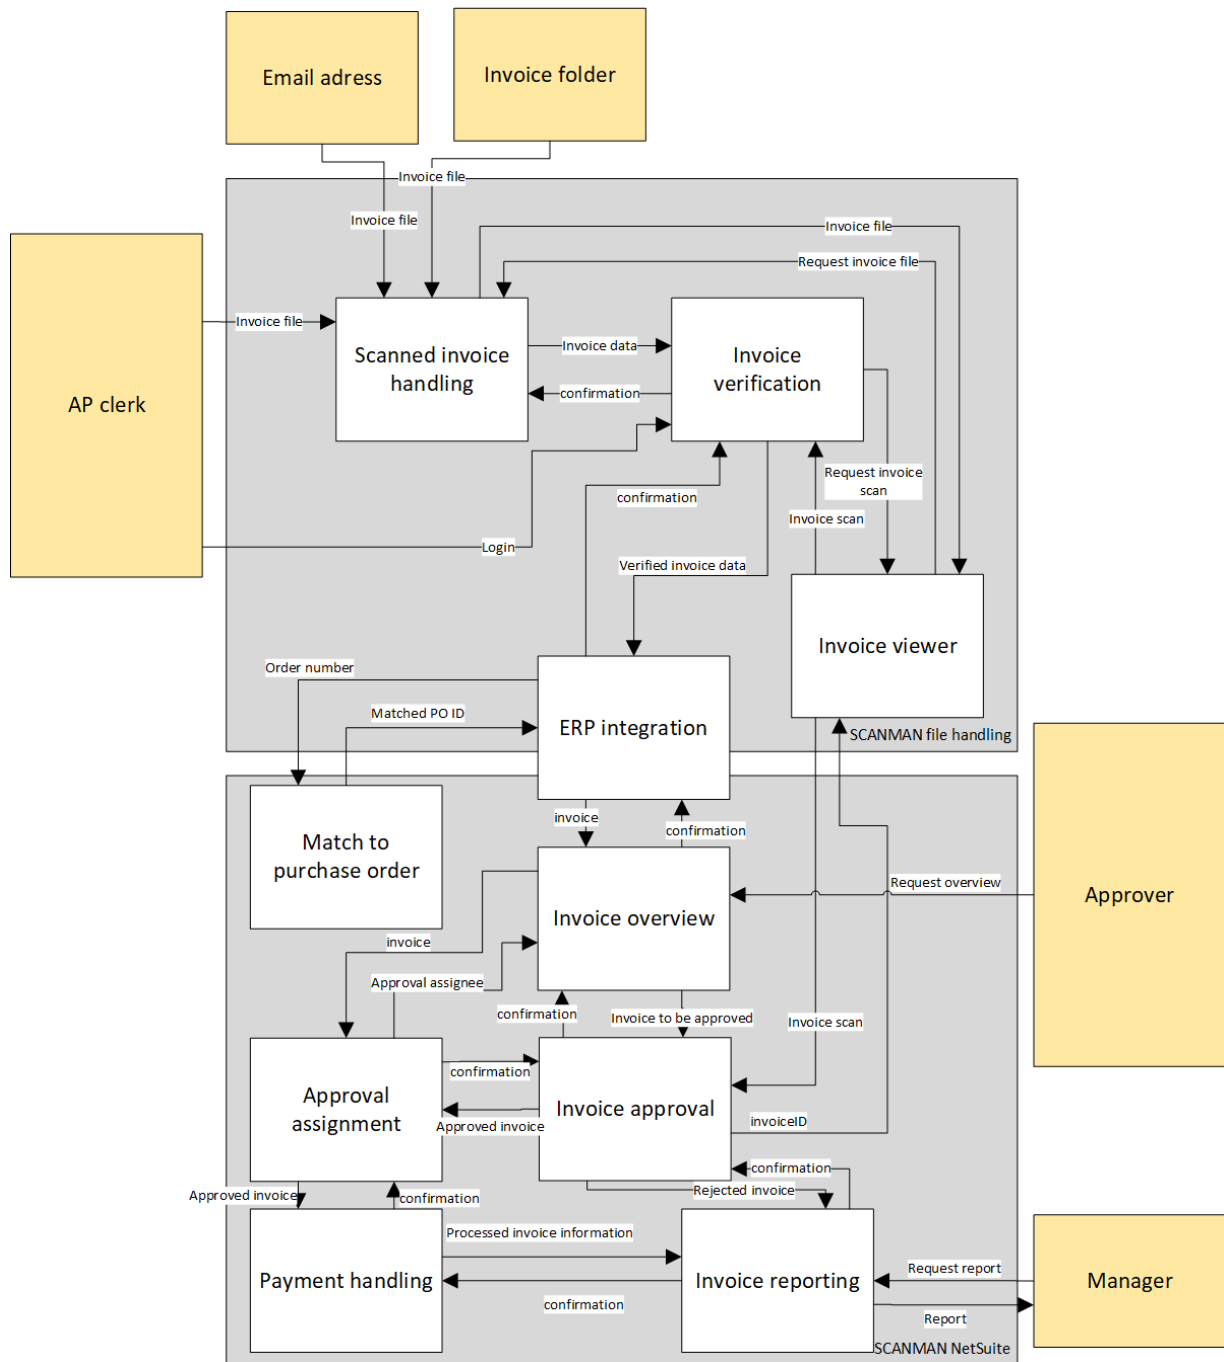 Email adress
Invoice folder
Invoice file
Invoice file
Invoice file
Request invoice file
AP clerk
Invoice file
Scanned invoice
handling
Invoice data
confirmation
Invoice
verification
Request invoice
scan
confirmation
Invoice scan
Login
Verified invoice data
Invoice viewer
Order number
Matched PO ID
ERP integration
SCANMAN file handling
invoice
confirmation
Match to
purchase order
Request overview
Approver
Invoice overview
invoice
Approval assignee
confirmation
Invoice to be approved
Invoice scan
confirmation
Approval
assignment
Invoice approval
invoiceID
Approved invoice
confirmation
Approved invoice
confirmation
Rejected invoice
Processed invoice information
Payment handling
Invoice reporting
Request report
Manager
confirmation
Report
SCANMAN NetSuite